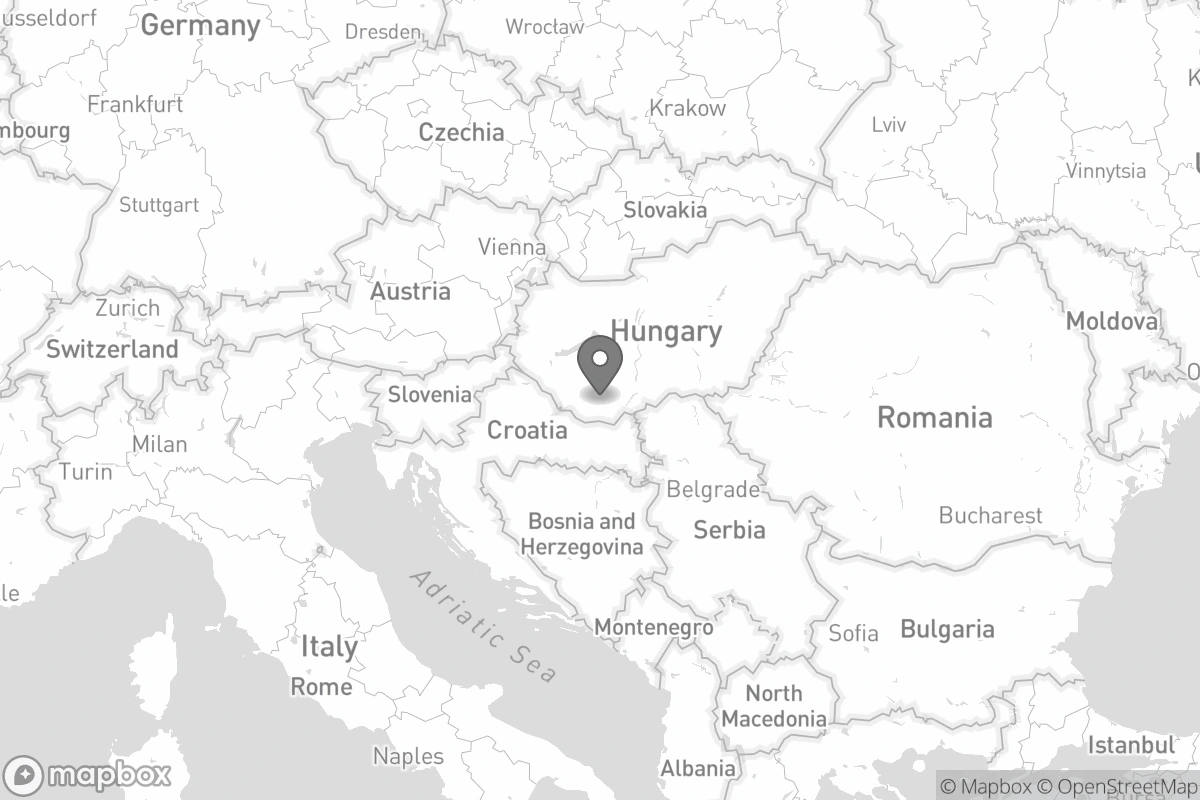 usseldorf
Germany
Dresden
Wrocław
Frankfurt
Krakow
K
mbourg
Czechia
Lviv
Vinnytsia
U
Stuttgart
Slovakia
Vienna
Austria
Zurich
Hungary
Moldova
Switzerland
O
Slovenia
Romania
Croatia
Milan
Turin
Belgrade
Bucharest
Bosnia and
Herzegovina
Serbia
lle
Adriatic Sea
Montenegro
Sofia
Bulgaria
Italy
Rome
North
Macedonia
Istanbul
Naples
Albania
mapbox
© Mapbox © OpenStreetMap
Bursa